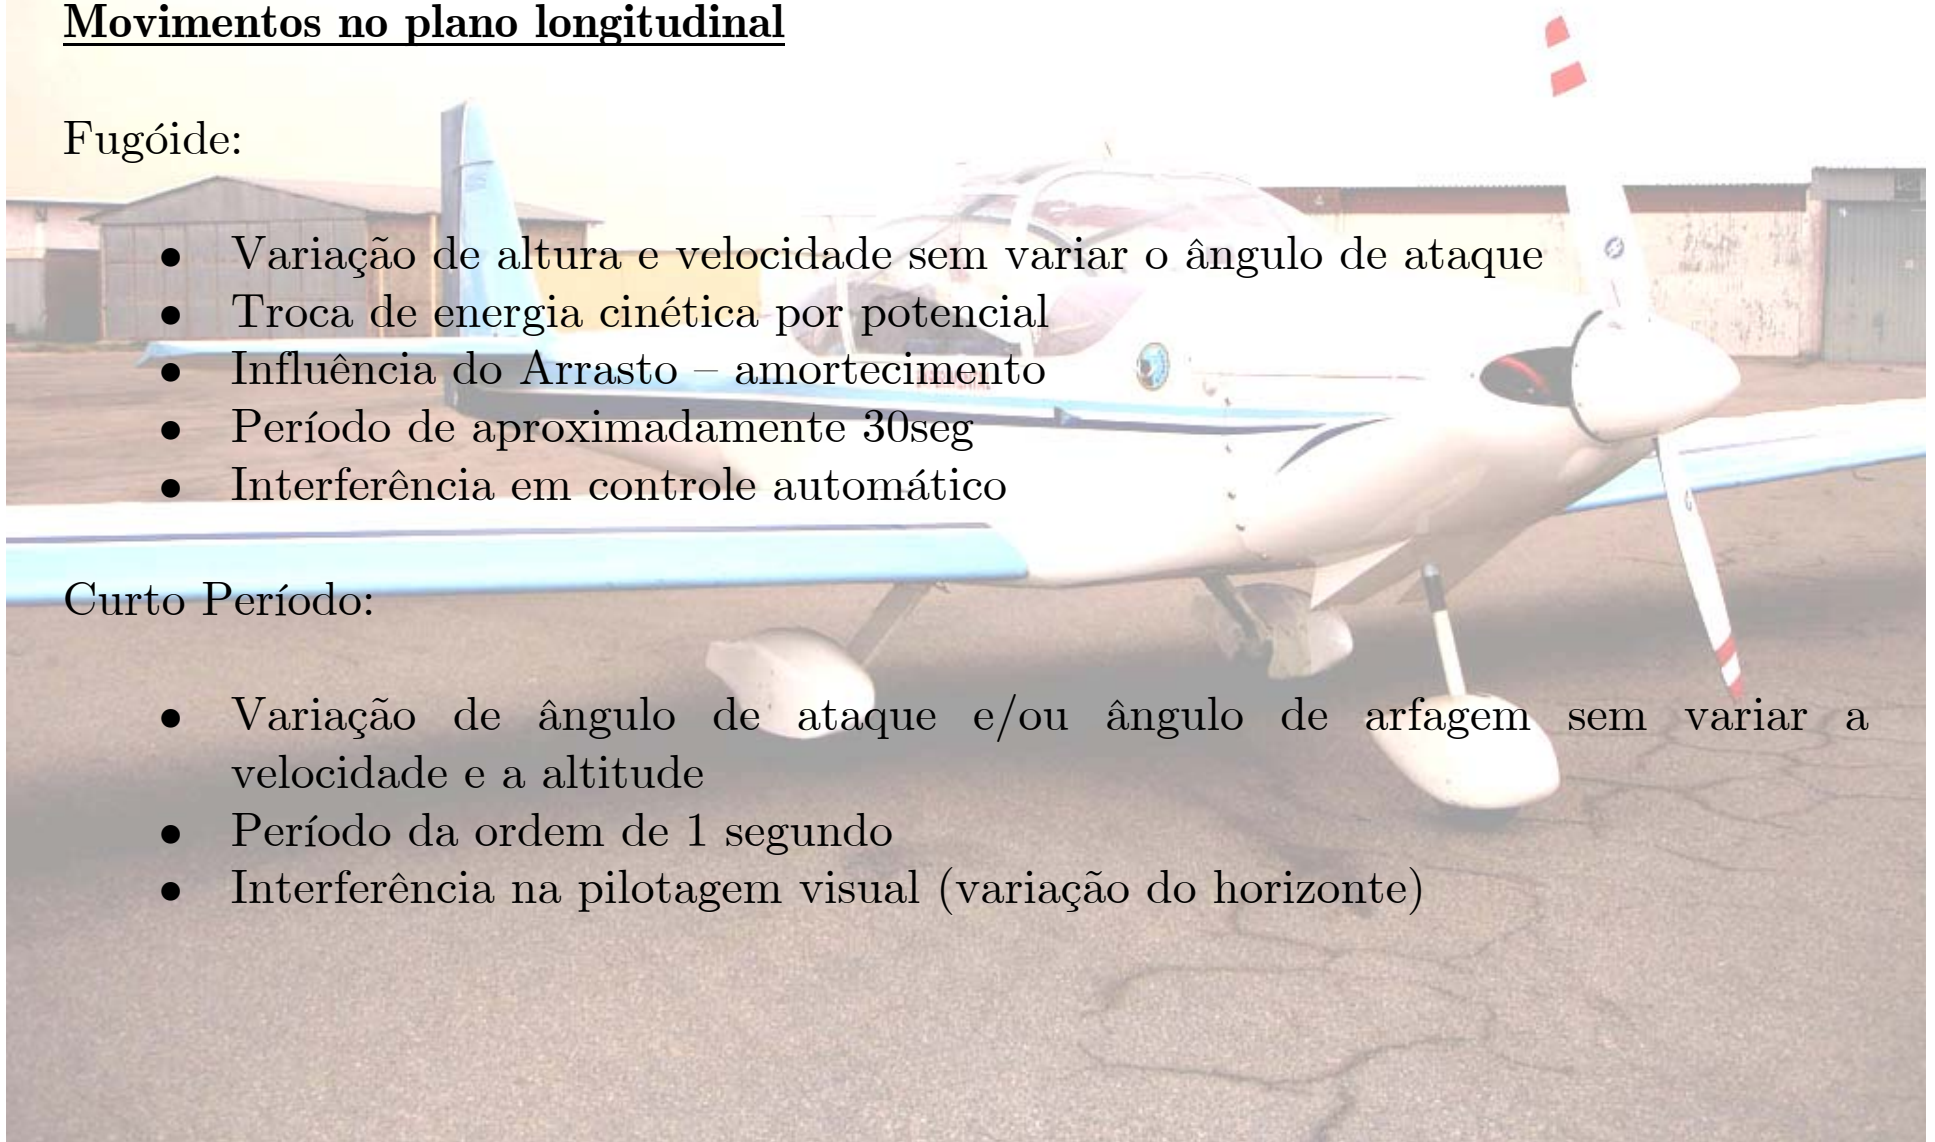 Movimentos no plano longitudinal
Fugóide:
• Variação de altura e velocidade sem variar o ângulo de ataque
• Troca de energia cinética por potencial
• Influência do Arrasto – amortecimento
• Período de aproximadamente 30seg
• Interferência em controle automático
Curto Período:
• Variação de ângulo de ataque e/ou ângulo de arfagem sem variar a
velocidade e a altitude
• Período da ordem de 1 segundo
• Interferência na pilotagem visual (variação do horizonte)